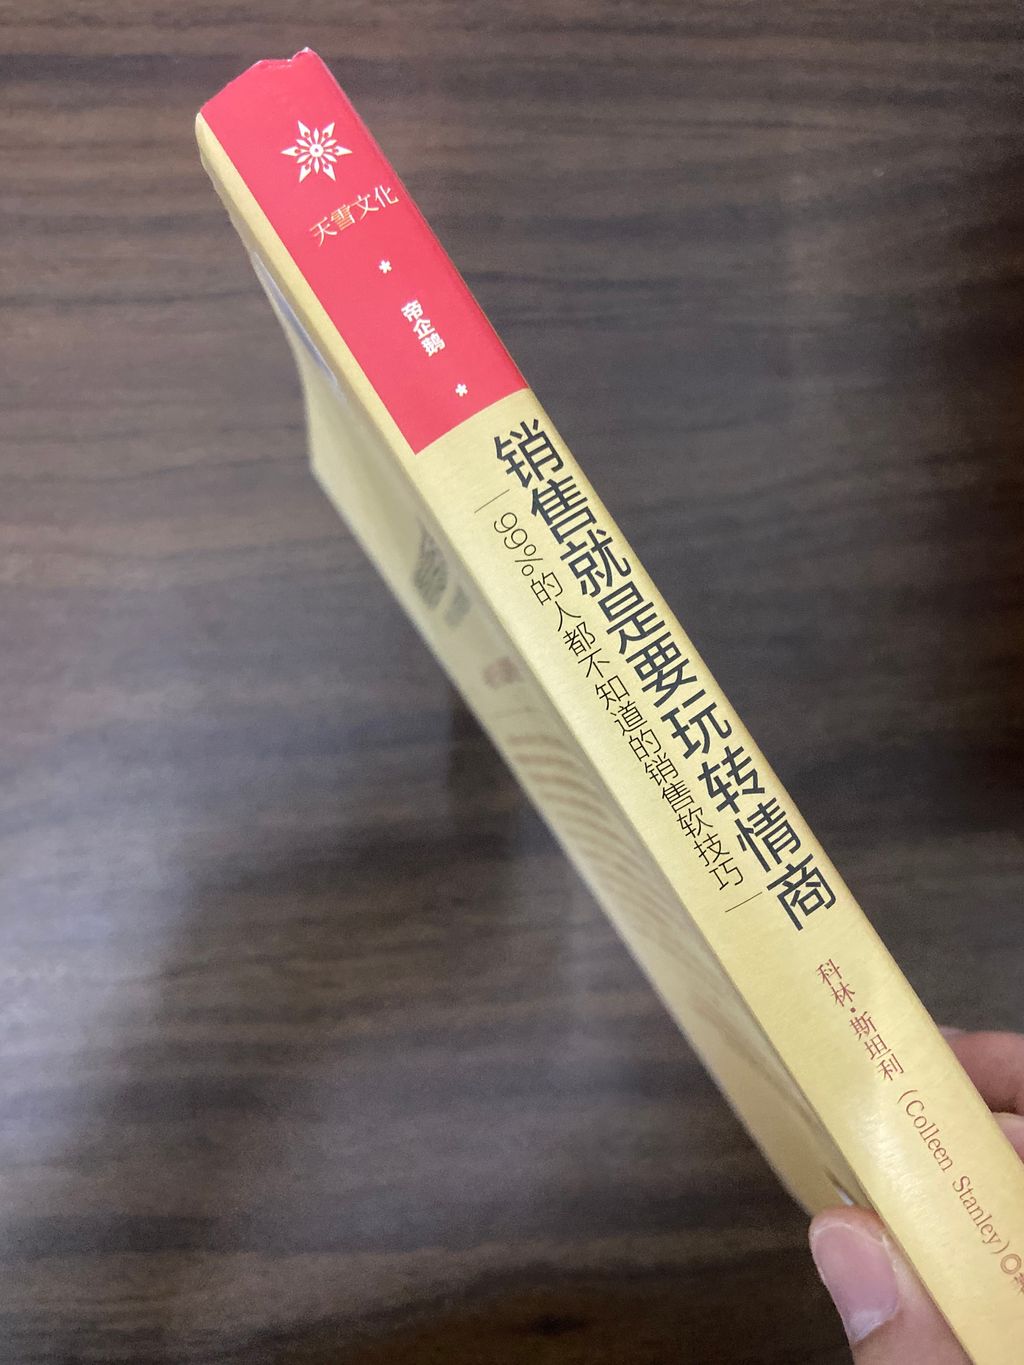 天雪文化
帝企鹅
销售就是要玩转情商
99%的人都不知道的销售软技巧
科林·斯坦利 (Colleen Stanley)◎